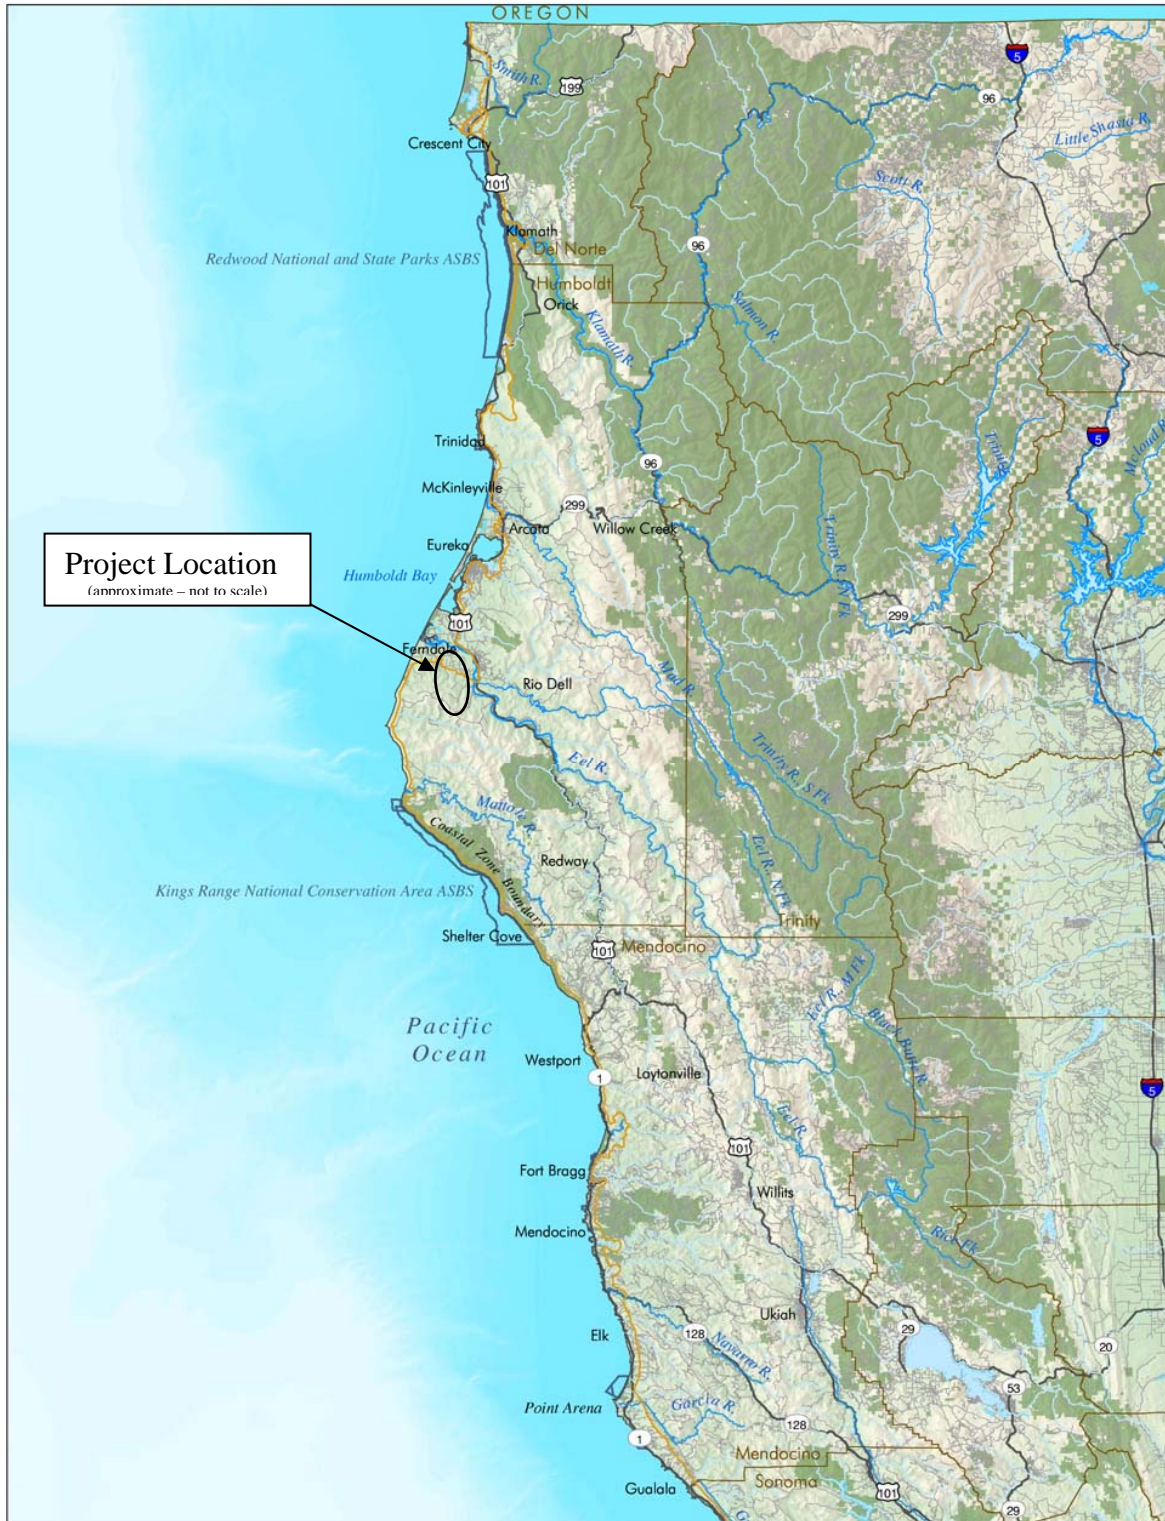 OREGON
Smith R.
199
5
96
Little Shasta R.
Crescent City
101
Scott R.
Klamath
Del Norte
96
Redwood National and State Parks ASBS
Humboldt
Orick
Salmon R.
Klamath R.
Trinidad
5
Mcloud R.
Trinity R.
96
McKinleyville
299
Arcata
Willow Creek
Trinity R., E Fk
Eureka
Project Location
(approximate – not to scale)
Humboldt Bay
299
101
Ferndale
Rio Dell
Mad R.
Eel R.
Trinity R., S Fk
Mattole R.
Coastal Zone Boundary
Redway
Eel R., N Fk
Kings Range National Conservation Area ASBS
Trinity
Shelter Cove
101
Mendocino
Eel R., M Fk
Pacific
Ocean
Black Butte R.
Westport
1
Laytonville
5
Eel R.
101
Fort Bragg
Willits
Mendocino
Rice Fk
Ukiah
Elk
128
29
20
Navarro R.
53
Point Arena
Garcia R.
128
1
Mendocino
Sonoma
Gualala
101
29